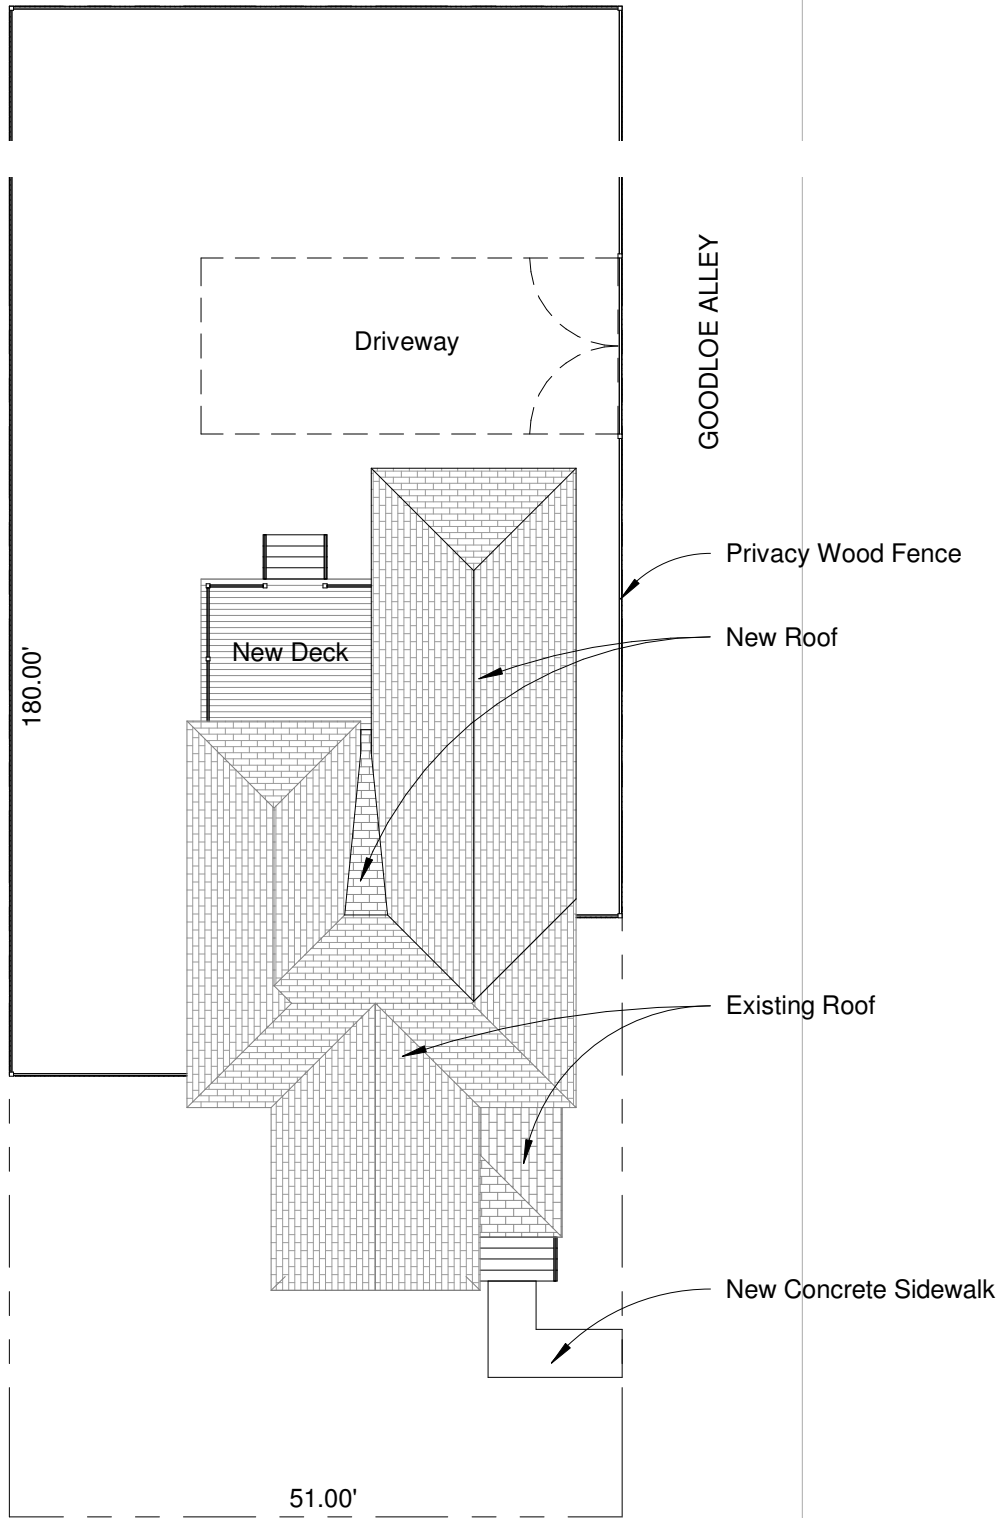 GOODLOE ALLEY
Driveway
Privacy Wood Fence
New Roof
New Deck
180.00'
Existing Roof
New Concrete Sidewalk
51.00'